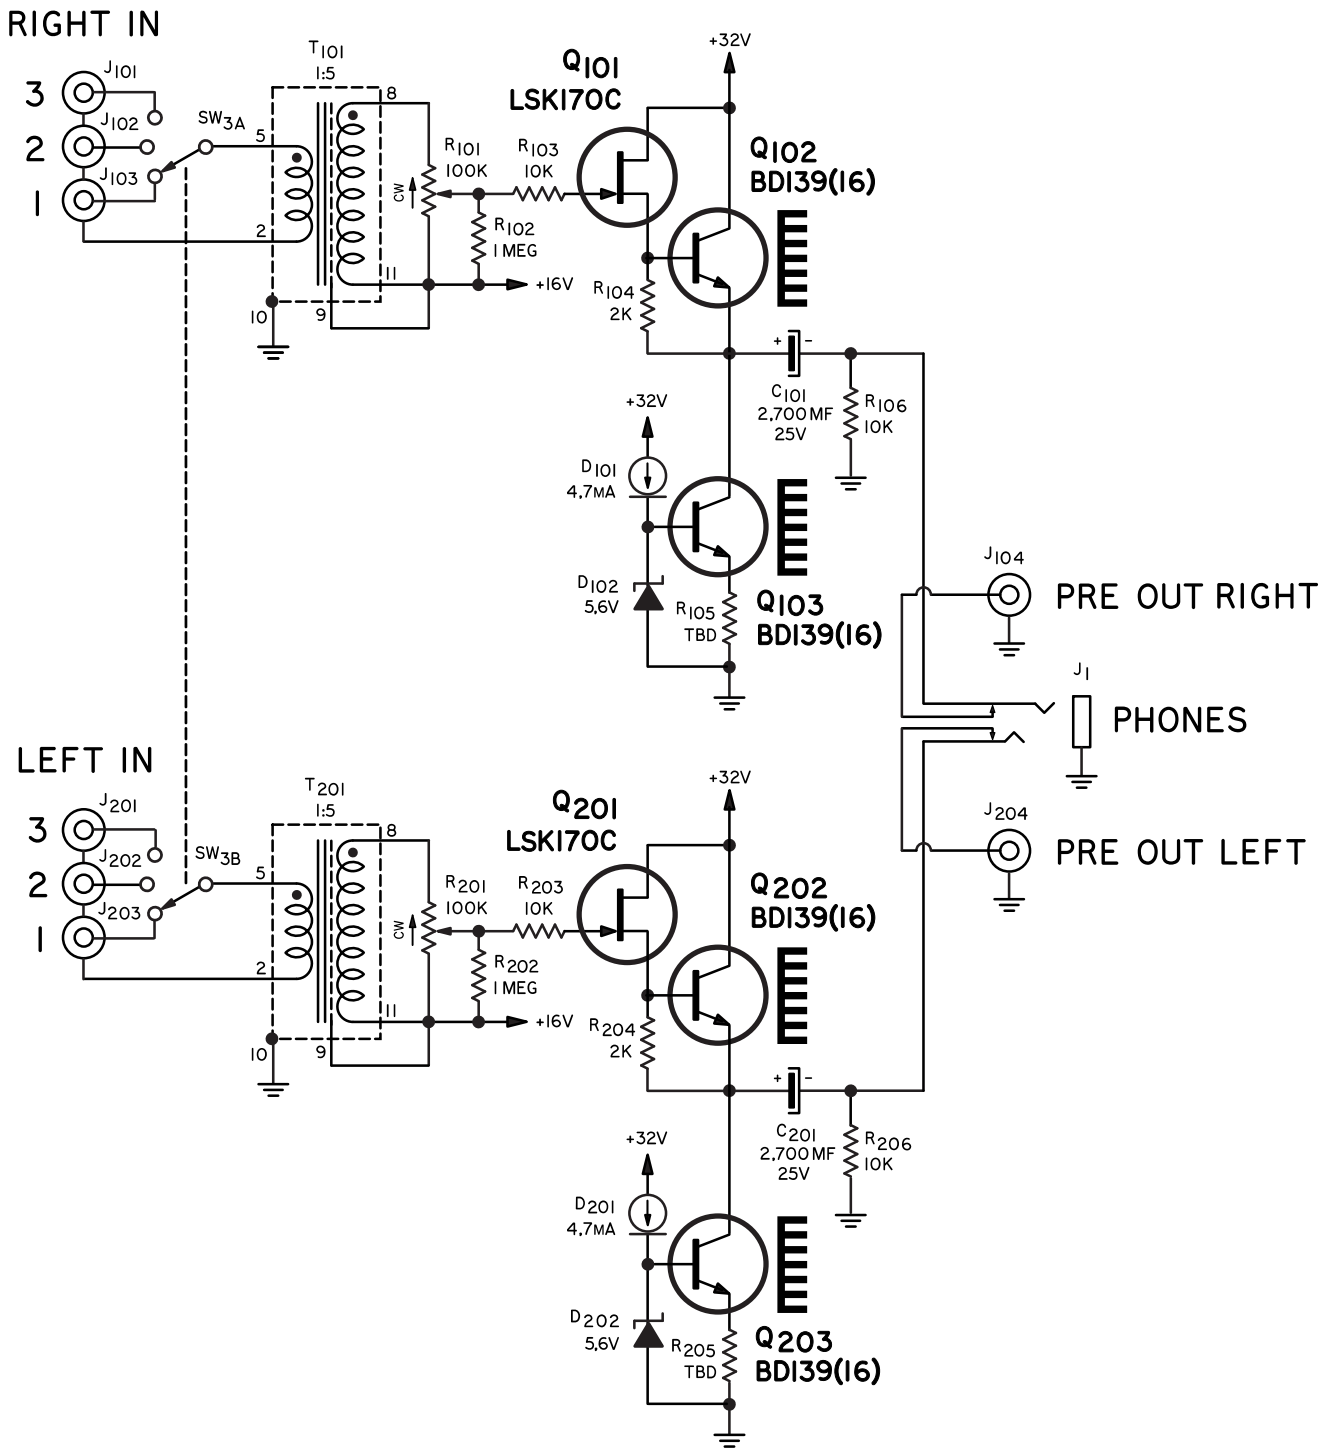 RIGHT IN
3
2
1
J101
J102
J103
SW3A
T101
1:5
5
2
8
11
9
10
CW
R101
100K
R102
1 MEG
R103
10K
+16V
Q101
LSK170C
+32V
Q102
BD139(16)
R104
2K
+
−
C101
2,700 MF
25V
R106
10K
+32V
D101
4,7MA
D102
5,6V
R105
TBD
Q103
BD139(16)
J104
PRE OUT RIGHT
J1
PHONES
J204
PRE OUT LEFT
LEFT IN
3
2
1
J201
J202
J203
SW3B
T201
1:5
5
2
8
11
9
10
CW
R201
100K
R202
1 MEG
R203
10K
+16V
Q201
LSK170C
+32V
Q202
BD139(16)
R204
2K
+
−
C201
2,700 MF
25V
R206
10K
+32V
D201
4,7MA
D202
5,6V
R205
TBD
Q203
BD139(16)